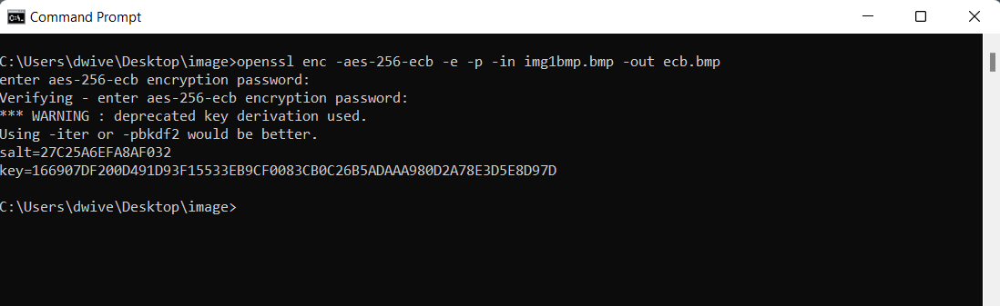 Command Prompt
C:\Users\dwive\Desktop\image>openssl enc -aes-256-ecb -e -p -in img1bmp.bmp -out ecb.bmp
enter aes-256-ecb encryption password:
Verifying - enter aes-256-ecb encryption password:
*** WARNING : deprecated key derivation used.
Using -iter or -pbkdf2 would be better.
salt=27C25A6EFA8AF032
key=166907DF200D491D93F15533EB9CF0083CB0C26B5ADAAA980D2A78E3D5E8D97D
C:\Users\dwive\Desktop\image>